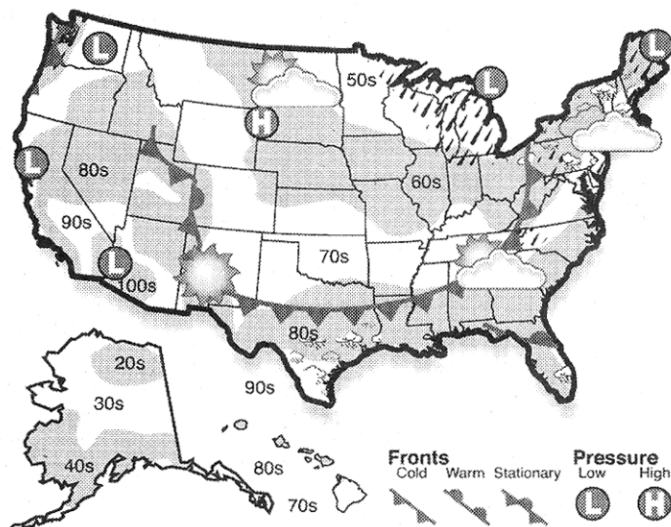 L
L
50s
L
H
L
80s
60s
90s
70s
L
100s
80s
20s
90s
30s
40s
80s
70s
Fronts Pressure
Cold Warm Stationary Low High
L H